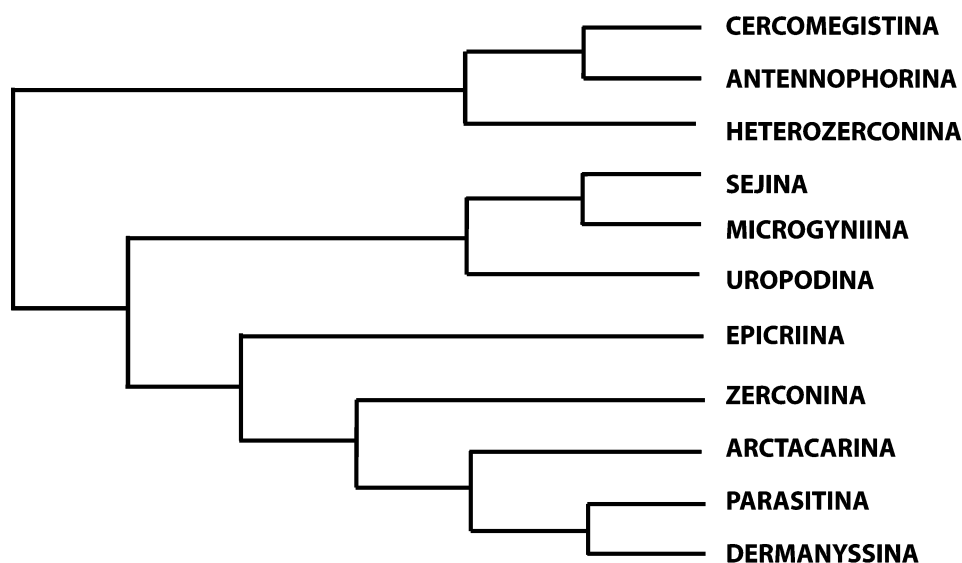 CERCOMEGISTINA
ANTENNOPHORINA
HETEROZERCONINA
SEJINA
MICROGYNIINA
UROPODINA
EPICRIINA
ZERCONINA
ARCTACARINA
PARASITINA
DERMANYSSINA